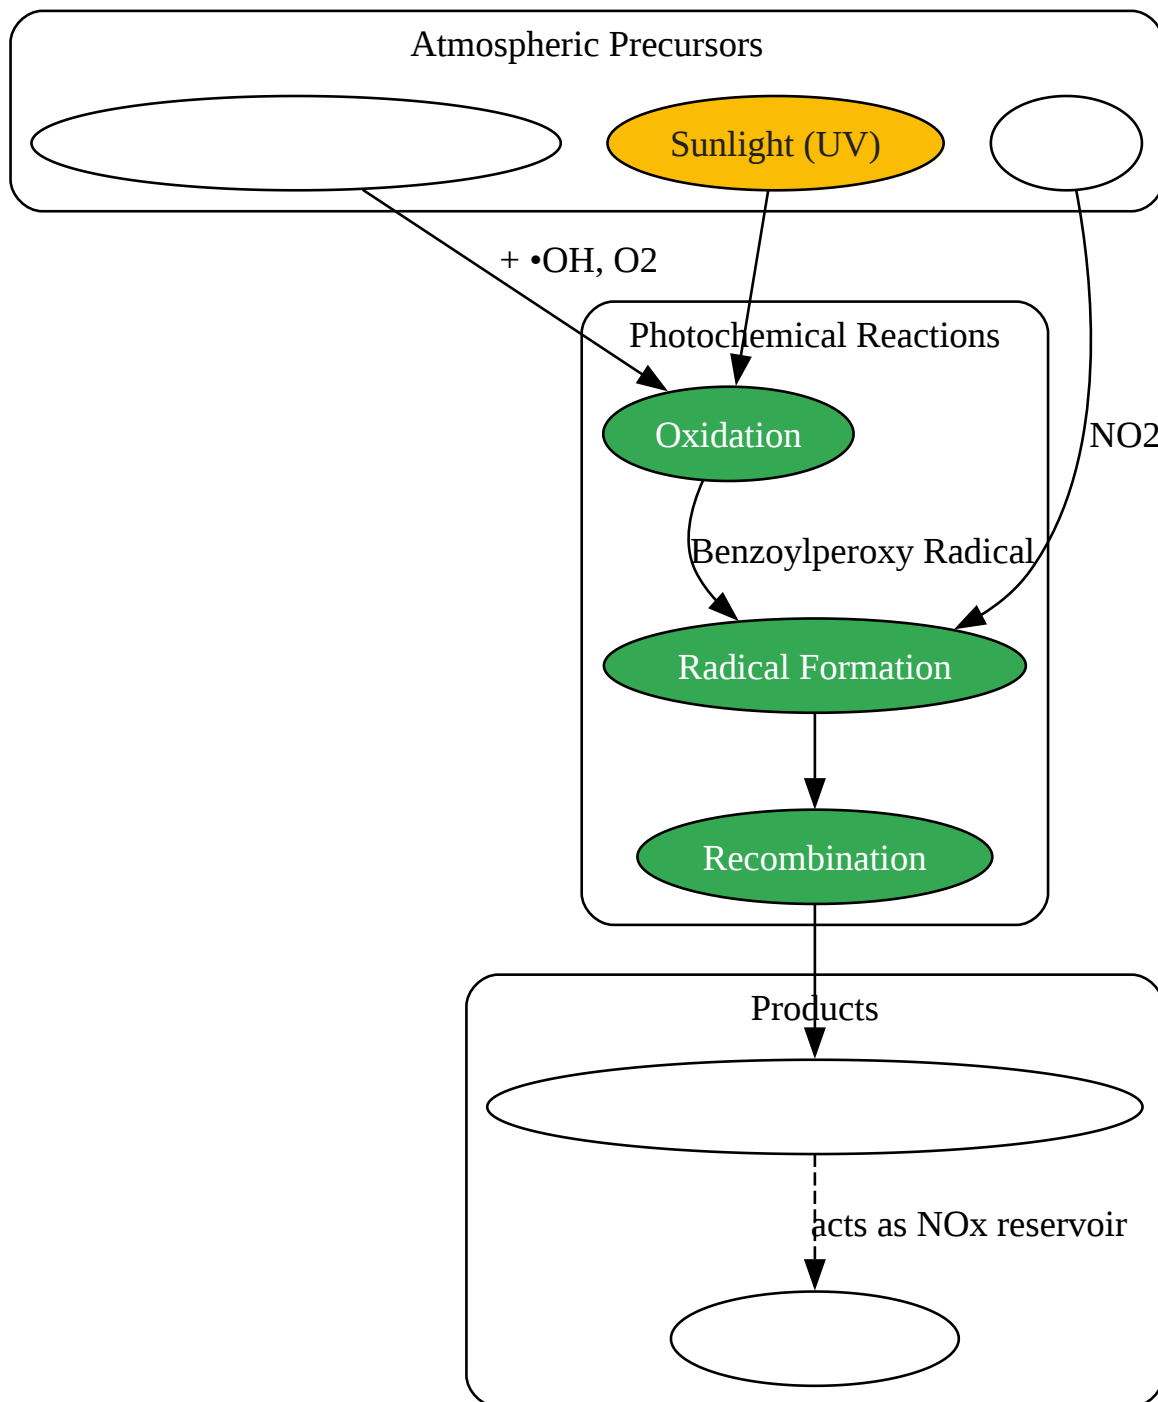 Atmospheric Precursors
Sunlight (UV)
+ •OH, O2
Photochemical Reactions
Oxidation
NO2
Benzoylperoxy Radical
Radical Formation
Recombination
Products
acts as NOx reservoir